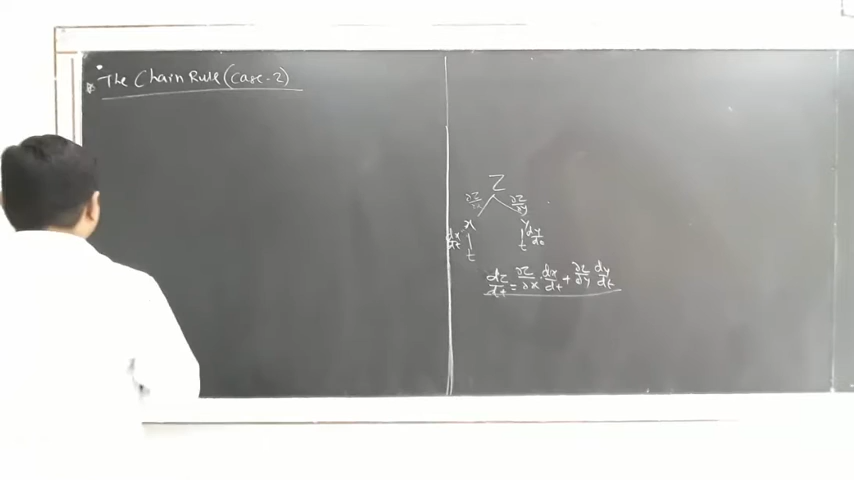 * The Chain Rule (Case-2)
Z
∂z/∂x ∂z/∂y
x y
dx/dt dy/dt
t t
dz/dt = ∂z/∂x · dx/dt + ∂z/∂y dy/dt